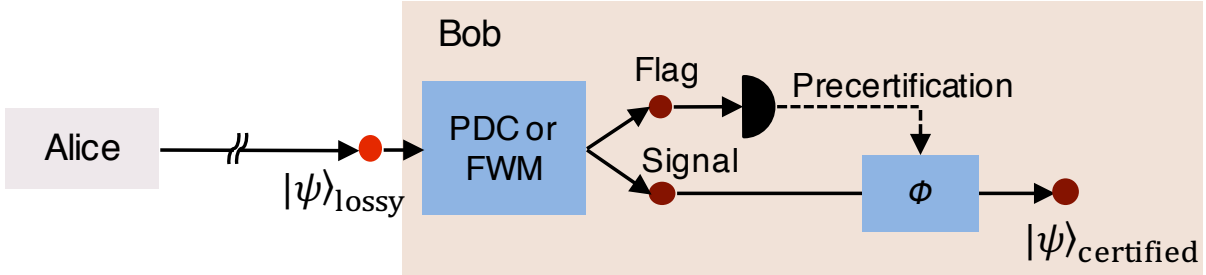 Bob
Flag
Precertification
Alice
PDC or
FWM
Signal
|ψ⟩lossy
Φ
|ψ⟩certified